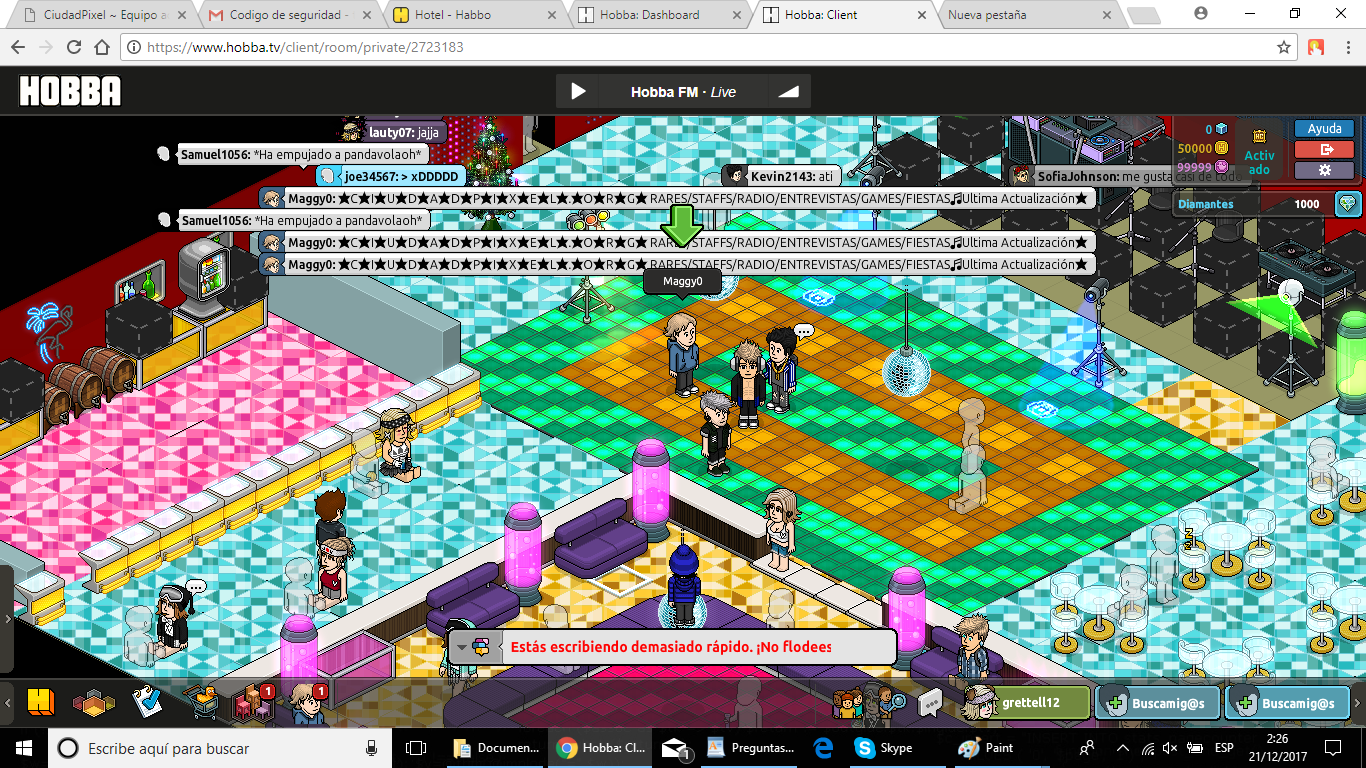 CiudadPixel ~ Equipo a
Codigo de seguridad -
Hotel - Habbo
Hobba: Dashboard
Hobba: Client
Nueva pestaña
https://www.hobba.tv/client/room/private/2723183
HOBBA
Hobba FM · Live
lauty07: jajja
0
Ayuda
Samuel1056: *Ha empujado a pandavolaoh*
50000
Activ
ado
joe34567: > xDDDDD
Kevin2143: ati
SofiaJohnson: me gusta casi de todo
99999
Maggy0: ★C★I★U★D★A★D★P★I★X★E★L★.★O★R★G★ RARES/STAFFS/RADIO/ENTREVISTAS/GAMES/FIESTAS♫Ultima Actualización★
Diamantes
1000
Samuel1056: *Ha empujado a pandavolaoh*
Maggy0: ★C★I★U★D★A★D★P★I★X★E★L★.★O★R★G★ RARES/STAFFS/RADIO/ENTREVISTAS/GAMES/FIESTAS♫Ultima Actualización★
Maggy0: ★C★I★U★D★A★D★P★I★X★E★L★.★O★R★G★ RARES/STAFFS/RADIO/ENTREVISTAS/GAMES/FIESTAS♫Ultima Actualización★
Maggy0
Estás escribiendo demasiado rápido. ¡No flodees
1
1
grettell12
Buscamig@s
Buscamig@s
Escribe aquí para buscar
Documen...
Hobba: Cl...
1
Preguntas...
Skype
Paint
ESP
2:26
21/12/2017